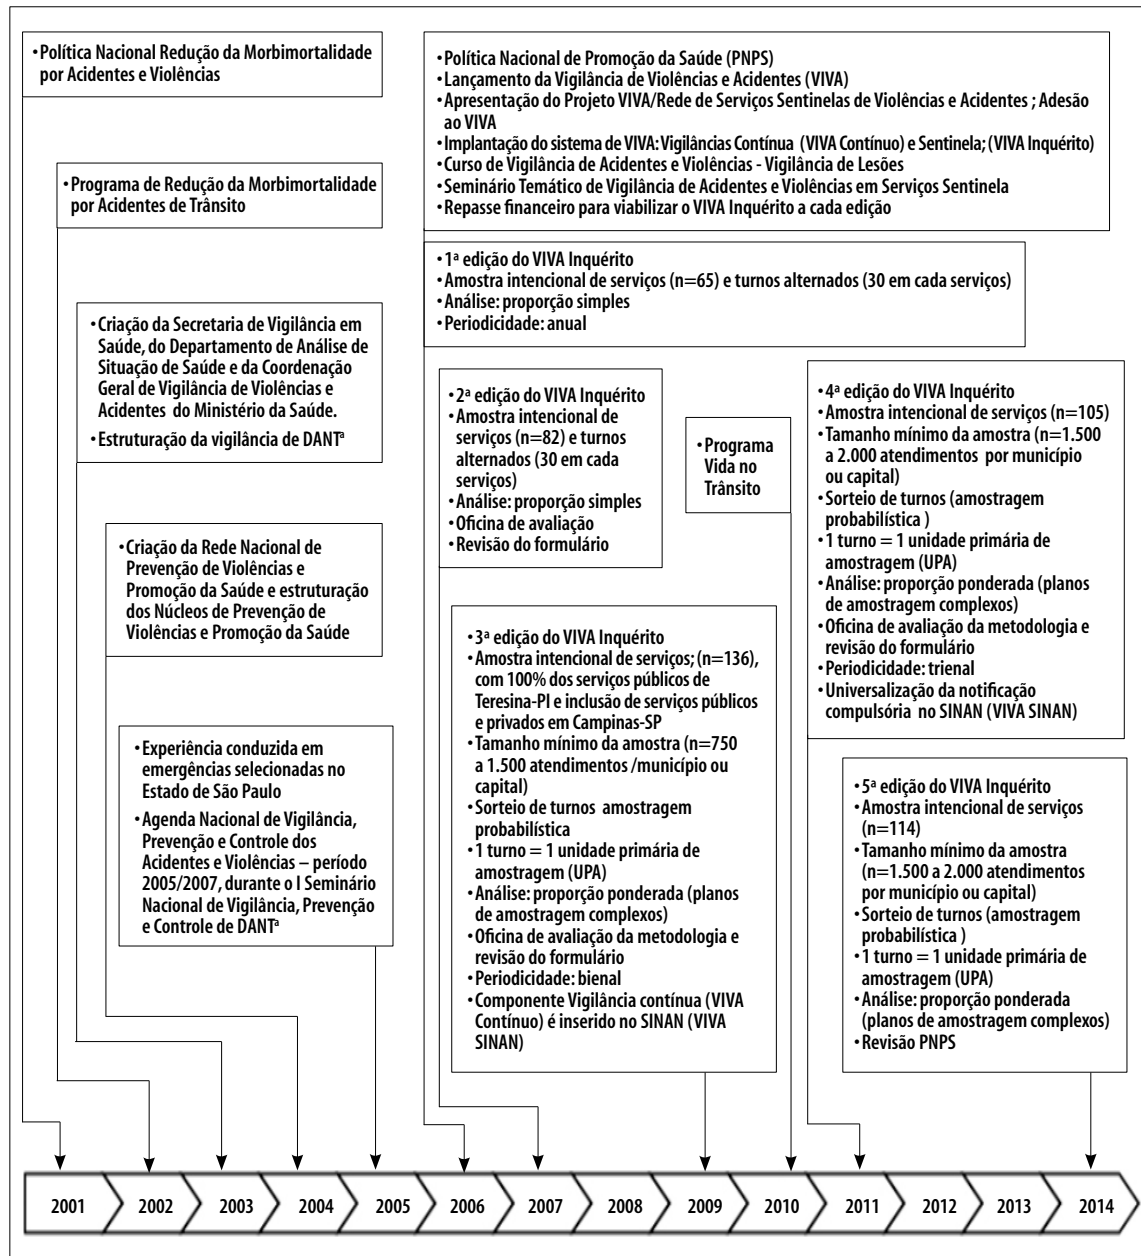 • Política Nacional Redução da Morbimortalidade
por Acidentes e Violências
• Programa de Redução da Morbimortalidade
por Acidentes de Trânsito
• Criação da Secretaria de Vigilância em
Saúde, do Departamento de Análise de
Situação de Saúde e da Coordenação
Geral de Vigilância de Violências e
Acidentes do Ministério da Saúde.
• Estruturação da vigilância de DANTª
• Criação da Rede Nacional de
Prevenção de Violências e
Promoção da Saúde e estruturação
dos Núcleos de Prevenção de
Violências e Promoção da Saúde
• Experiência conduzida em
emergências selecionadas no
Estado de São Paulo
• Agenda Nacional de Vigilância,
Prevenção e Controle dos
Acidentes e Violências – período
2005/2007, durante o I Seminário
Nacional de Vigilância, Prevenção
e Controle de DANTª
• Política Nacional de Promoção da Saúde (PNPS)
• Lançamento da Vigilância de Violências e Acidentes (VIVA)
• Apresentação do Projeto VIVA/Rede de Serviços Sentinelas de Violências e Acidentes ; Adesão
ao VIVA
• Implantação do sistema de VIVA: Vigilâncias Contínua (VIVA Contínuo) e Sentinela; (VIVA Inquérito)
• Curso de Vigilância de Acidentes e Violências - Vigilância de Lesões
• Seminário Temático de Vigilância de Acidentes e Violências em Serviços Sentinela
• Repasse financeiro para viabilizar o VIVA Inquérito a cada edição
• 1ª edição do VIVA Inquérito
• Amostra intencional de serviços (n=65) e turnos alternados (30 em cada serviços)
• Análise: proporção simples
• Periodicidade: anual
• 2ª edição do VIVA Inquérito
• Amostra intencional de
serviços (n=82) e turnos
alternados (30 em cada
serviços)
• Análise: proporção simples
• Oficina de avaliação
• Revisão do formulário
• 3ª edição do VIVA Inquérito
• Amostra intencional de serviços; (n=136),
com 100% dos serviços públicos de
Teresina-PI e inclusão de serviços públicos
e privados em Campinas-SP
• Tamanho mínimo da amostra (n=750
a 1.500 atendimentos /município ou
capital)
• Sorteio de turnos amostragem
probabilística
• 1 turno = 1 unidade primária de
amostragem (UPA)
• Análise: proporção ponderada (planos
de amostragem complexos)
• Oficina de avaliação da metodologia e
revisão do formulário
• Periodicidade: bienal
• Componente Vigilância contínua (VIVA
Contínuo) é inserido no SINAN (VIVA
SINAN)
• Programa
Vida no
Trânsito
• 4ª edição do VIVA Inquérito
• Amostra intencional de serviços (n=105)
• Tamanho mínimo da amostra (n=1.500
a 2.000 atendimentos por município
ou capital)
• Sorteio de turnos (amostragem
probabilística )
• 1 turno = 1 unidade primária de
amostragem (UPA)
• Análise: proporção ponderada (planos
de amostragem complexos)
• Oficina de avaliação da metodologia e
revisão do formulário
• Periodicidade: trienal
• Universalização da notificação
compulsória no SINAN (VIVA SINAN)
• 5ª edição do VIVA Inquérito
• Amostra intencional de serviços
(n=114)
• Tamanho mínimo da amostra
(n=1.500 a 2.000 atendimentos
por município ou capital)
• Sorteio de turnos (amostragem
probabilística )
• 1 turno = 1 unidade primária de
amostragem (UPA)
• Análise: proporção ponderada
(planos de amostragem complexos)
• Revisão PNPS
2001 2002 2003 2004 2005 2006 2007 2008 2009 2010 2011 2012 2013 2014